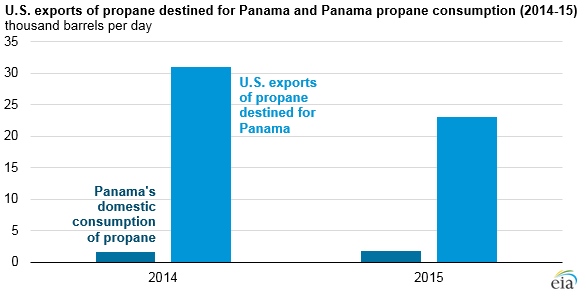 U.S. exports of propane destined for Panama and Panama propane consumption (2014-15)
thousand barrels per day
35
30
25
20
15
10
5
0
U.S. exports
of propane
destined for
Panama
Panama's
domestic
consumption
of propane
2014
2015
eia